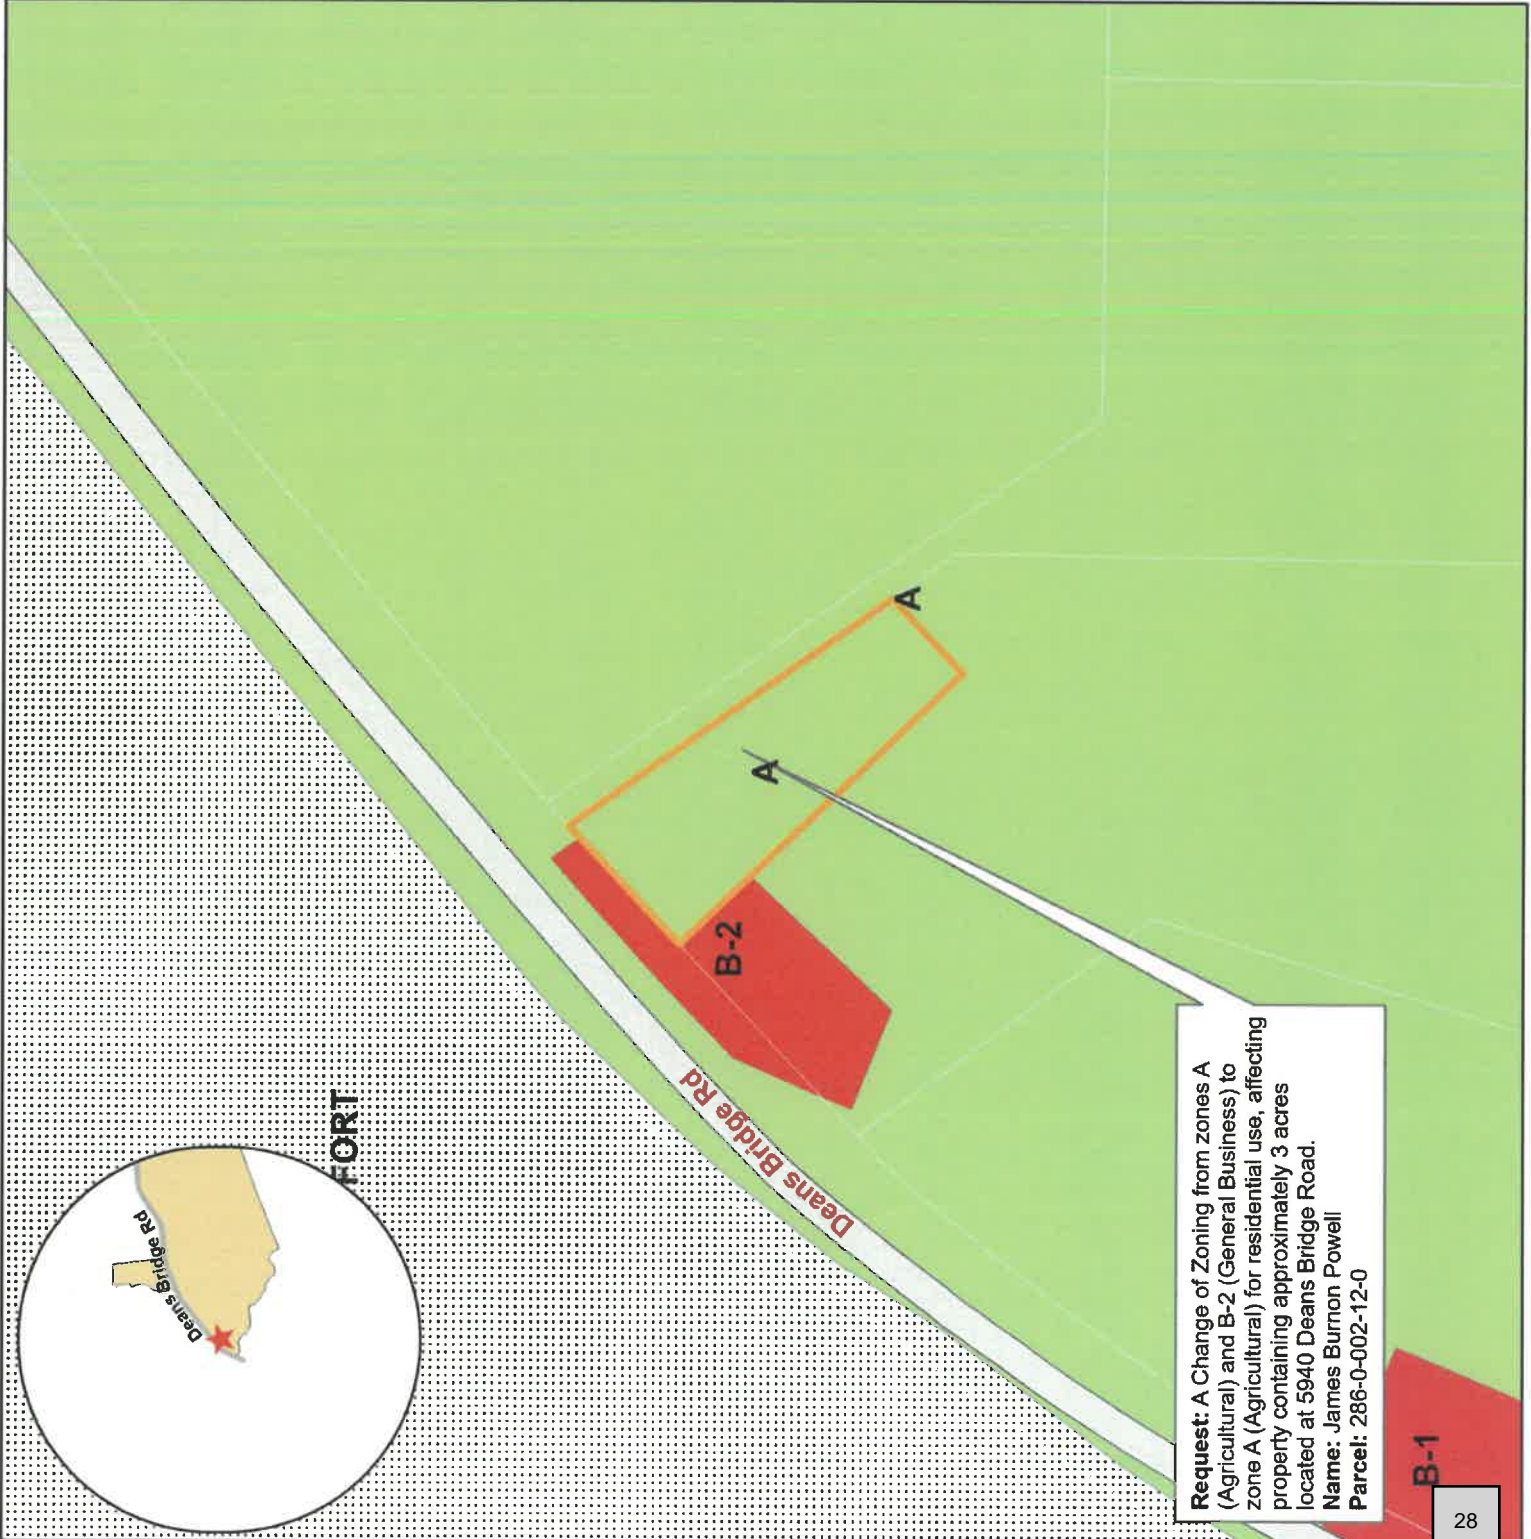 Deans Bridge Rd
FORT
Deans Bridge Rd
A
A
B-2
B-1
Request: A Change of Zoning from zones A
(Agricultural) and B-2 (General Business) to
zone A (Agricultural) for residential use, affecting
property containing approximately 3 acres
located at 5940 Deans Bridge Road.
Name: James Burnon Powell
Parcel: 286-0-002-12-0
28